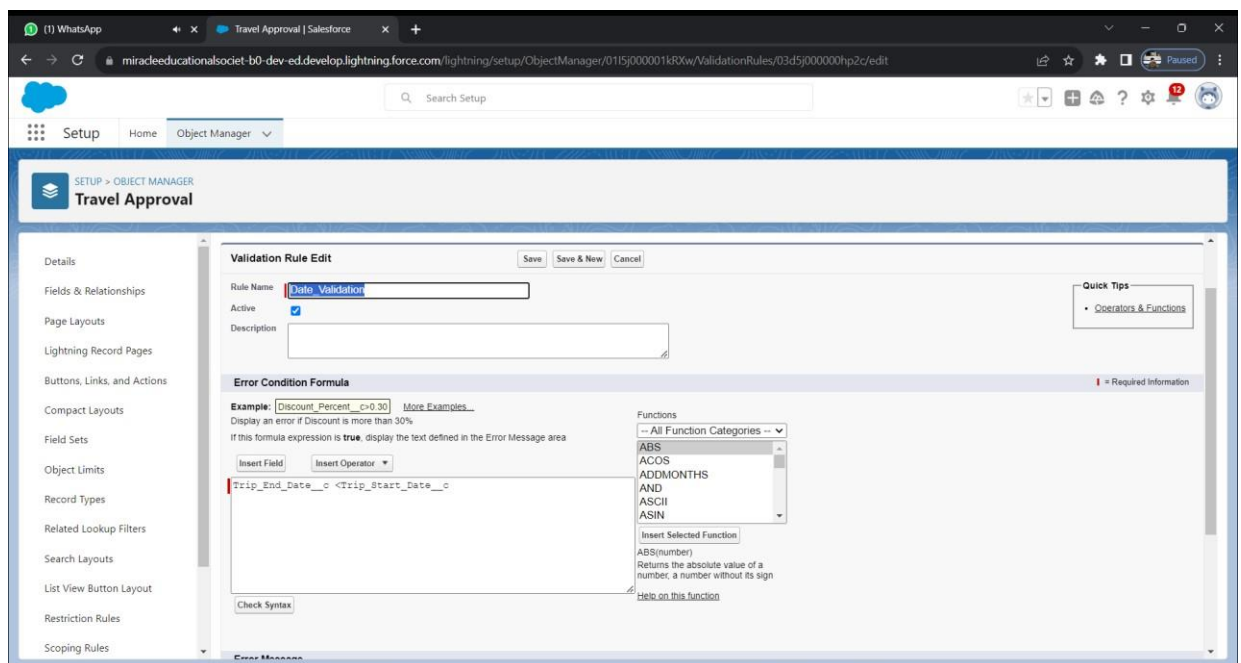 (1) WhatsApp
Travel Approval | Salesforce
miracleeducationalsociet-b0-dev-ed.develop.lightning.force.com/lightning/setup/ObjectManager/01I5j000001kRXw/ValidationRules/03d5j000000hp2c/edit
Paused
Search Setup
12
Setup
Home
Object Manager
SETUP > OBJECT MANAGER
Travel Approval
Details
Fields & Relationships
Page Layouts
Lightning Record Pages
Buttons, Links, and Actions
Compact Layouts
Field Sets
Object Limits
Record Types
Related Lookup Filters
Search Layouts
List View Button Layout
Restriction Rules
Scoping Rules
Validation Rule Edit
Save
Save & New
Cancel
Rule Name
Date_Validation
Active
Description
Quick Tips
• Operators & Functions
Error Condition Formula
= Required Information
Example: Discount_Percent__c>0.30 More Examples...
Display an error if Discount is more than 30%
If this formula expression is true, display the text defined in the Error Message area
Insert Field
Insert Operator
Trip_End_Date__c <Trip_Start_Date__c
Check Syntax
Functions
-- All Function Categories --
ABS
ACOS
ADDMONTHS
AND
ASCII
ASIN
Insert Selected Function
ABS(number)
Returns the absolute value of a
number, a number without its sign
Help on this function
Error Message